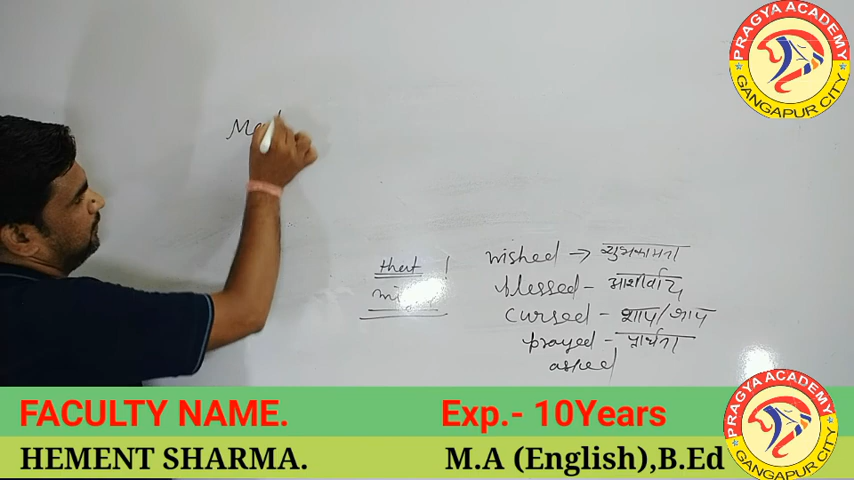 PRAGYA ACADEMY
GANGAPUR CITY
that
wished → शुभकामना
blessed - आशीर्वाद
cursed - शाप/श्राप
prayed - प्रार्थना
asked
FACULTY NAME. Exp.- 10Years
HEMENT SHARMA. M.A (English),B.Ed
PRAGYA ACADEMY
GANGAPUR CITY